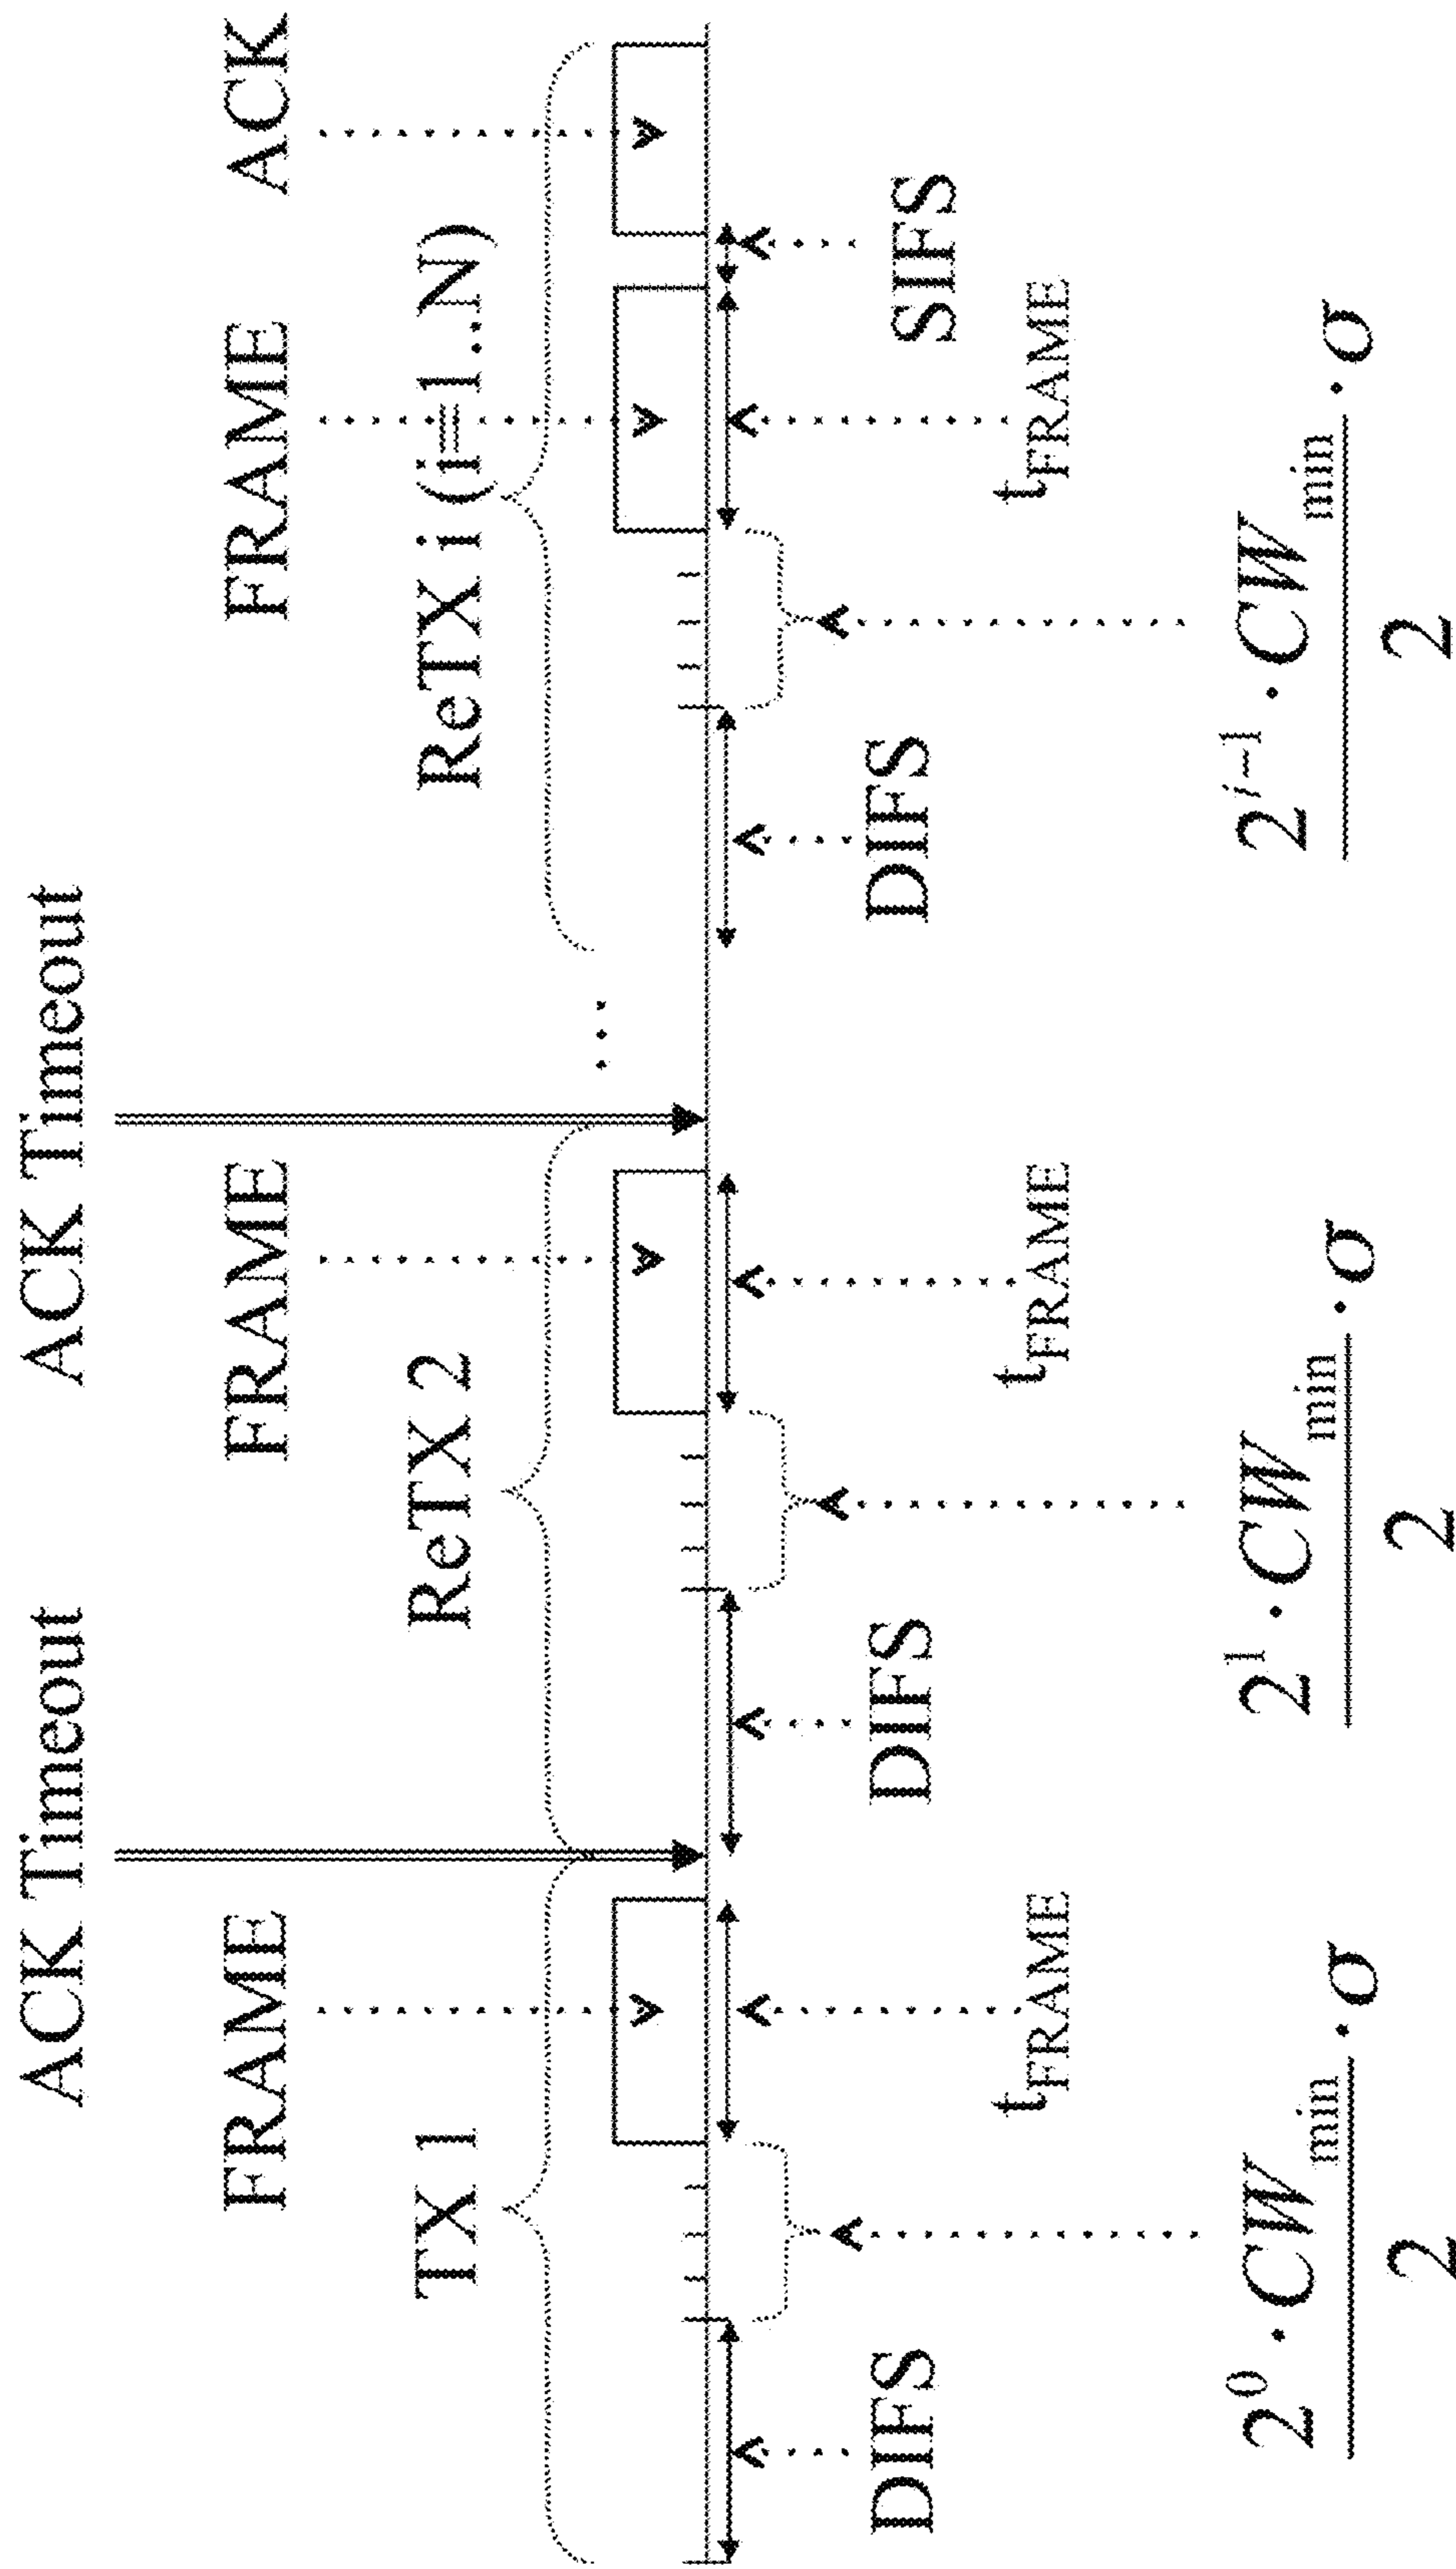 ACK Timeout ACK Timeout
FRAME FRAME FRAME ACK
TX 1 ReTX 2 ReTX i (i=1..N)
...
DIFS DIFS DIFS SIFS
t_FRAME t_FRAME t_FRAME
2^0 · CW_min / 2 · σ
2^1 · CW_min / 2 · σ
2^{i-1} · CW_min / 2 · σ